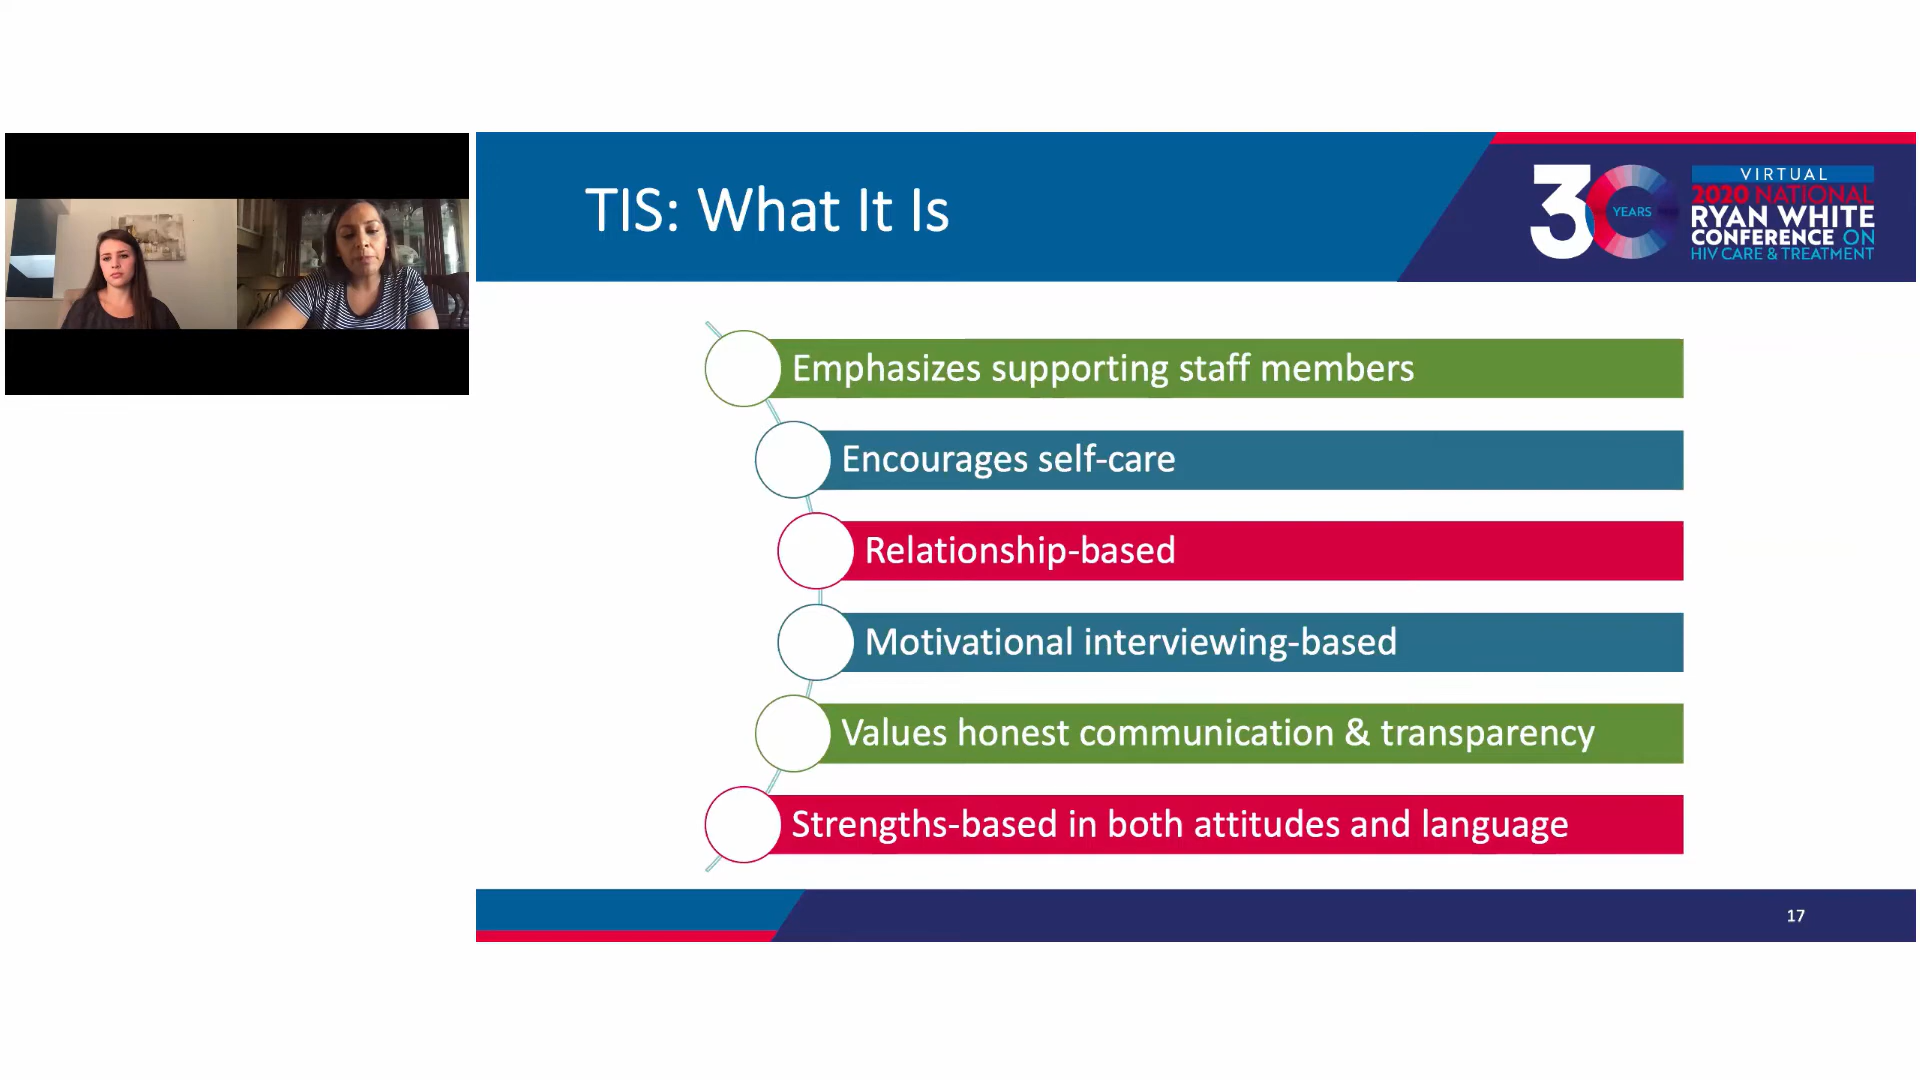 TIS: What It Is
30
YEARS
VIRTUAL
2020 NATIONAL
RYAN WHITE
CONFERENCE ON
HIV CARE & TREATMENT
Emphasizes supporting staff members
Encourages self-care
Relationship-based
Motivational interviewing-based
Values honest communication & transparency
Strengths-based in both attitudes and language
17